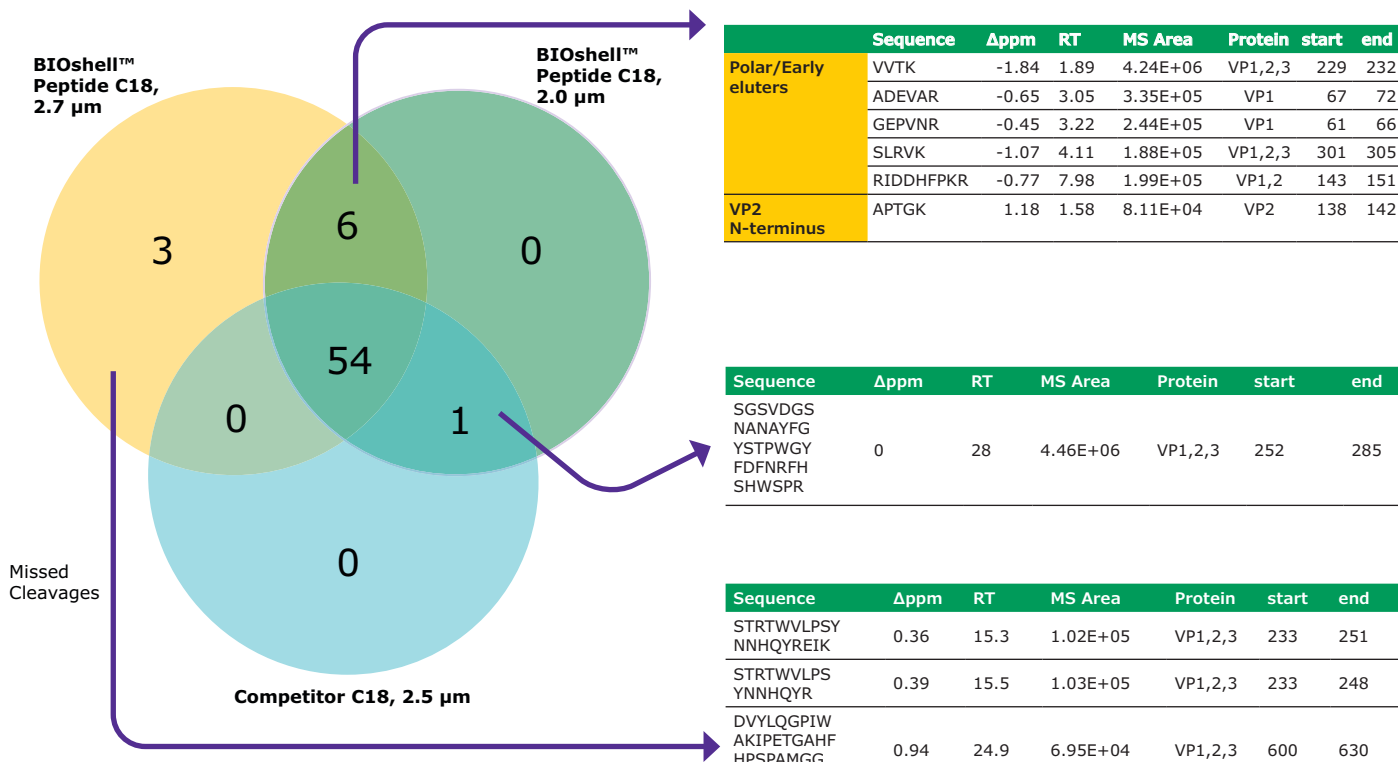 BIOshell™
Peptide C18,
2.7 µm
BIOshell™
Peptide C18,
2.0 µm
3
6
0
54
0
1
0
Missed
Cleavages
Competitor C18, 2.5 µm
Sequence Δppm RT MS Area Protein start end
Polar/Early
eluters
VVTK -1.84 1.89 4.24E+06 VP1,2,3 229 232
ADEVAR -0.65 3.05 3.35E+05 VP1 67 72
GEPVNR -0.45 3.22 2.44E+05 VP1 61 66
SLRVK -1.07 4.11 1.88E+05 VP1,2,3 301 305
RIDDHFPKR -0.77 7.98 1.99E+05 VP1,2 143 151
VP2
N-terminus
APTGK 1.18 1.58 8.11E+04 VP2 138 142
Sequence Δppm RT MS Area Protein start end
SGSVDGS
NANAYFG
YSTPWGY
FDFNRFH
SHWSPR
0 28 4.46E+06 VP1,2,3 252 285
Sequence Δppm RT MS Area Protein start end
STRTWVLPSY
NNHQYREIK
0.36 15.3 1.02E+05 VP1,2,3 233 251
STRTWVLPS
YNNHQYR
0.39 15.5 1.03E+05 VP1,2,3 233 248
DVYLQGPIW
AKIPETGAHF
HPSPAMGG
0.94 24.9 6.95E+04 VP1,2,3 600 630